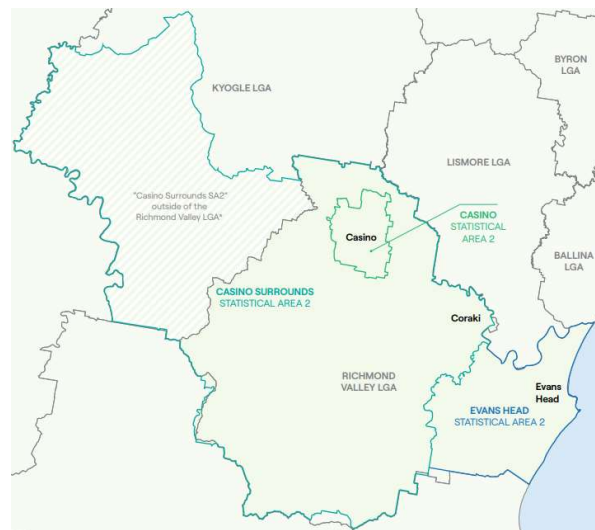 BYRON
LGA
KYOGLE LGA
LISMORE LGA
"Casino Surrounds SA2"
outside of the
Richmond Valley LGA^
CASINO
STATISTICAL
AREA 2
Casino
BALLINA
LGA
CASINO SURROUNDS
STATISTICAL AREA 2
Coraki
RICHMOND
VALLEY LGA
Evans
Head
EVANS HEAD
STATISTICAL AREA 2